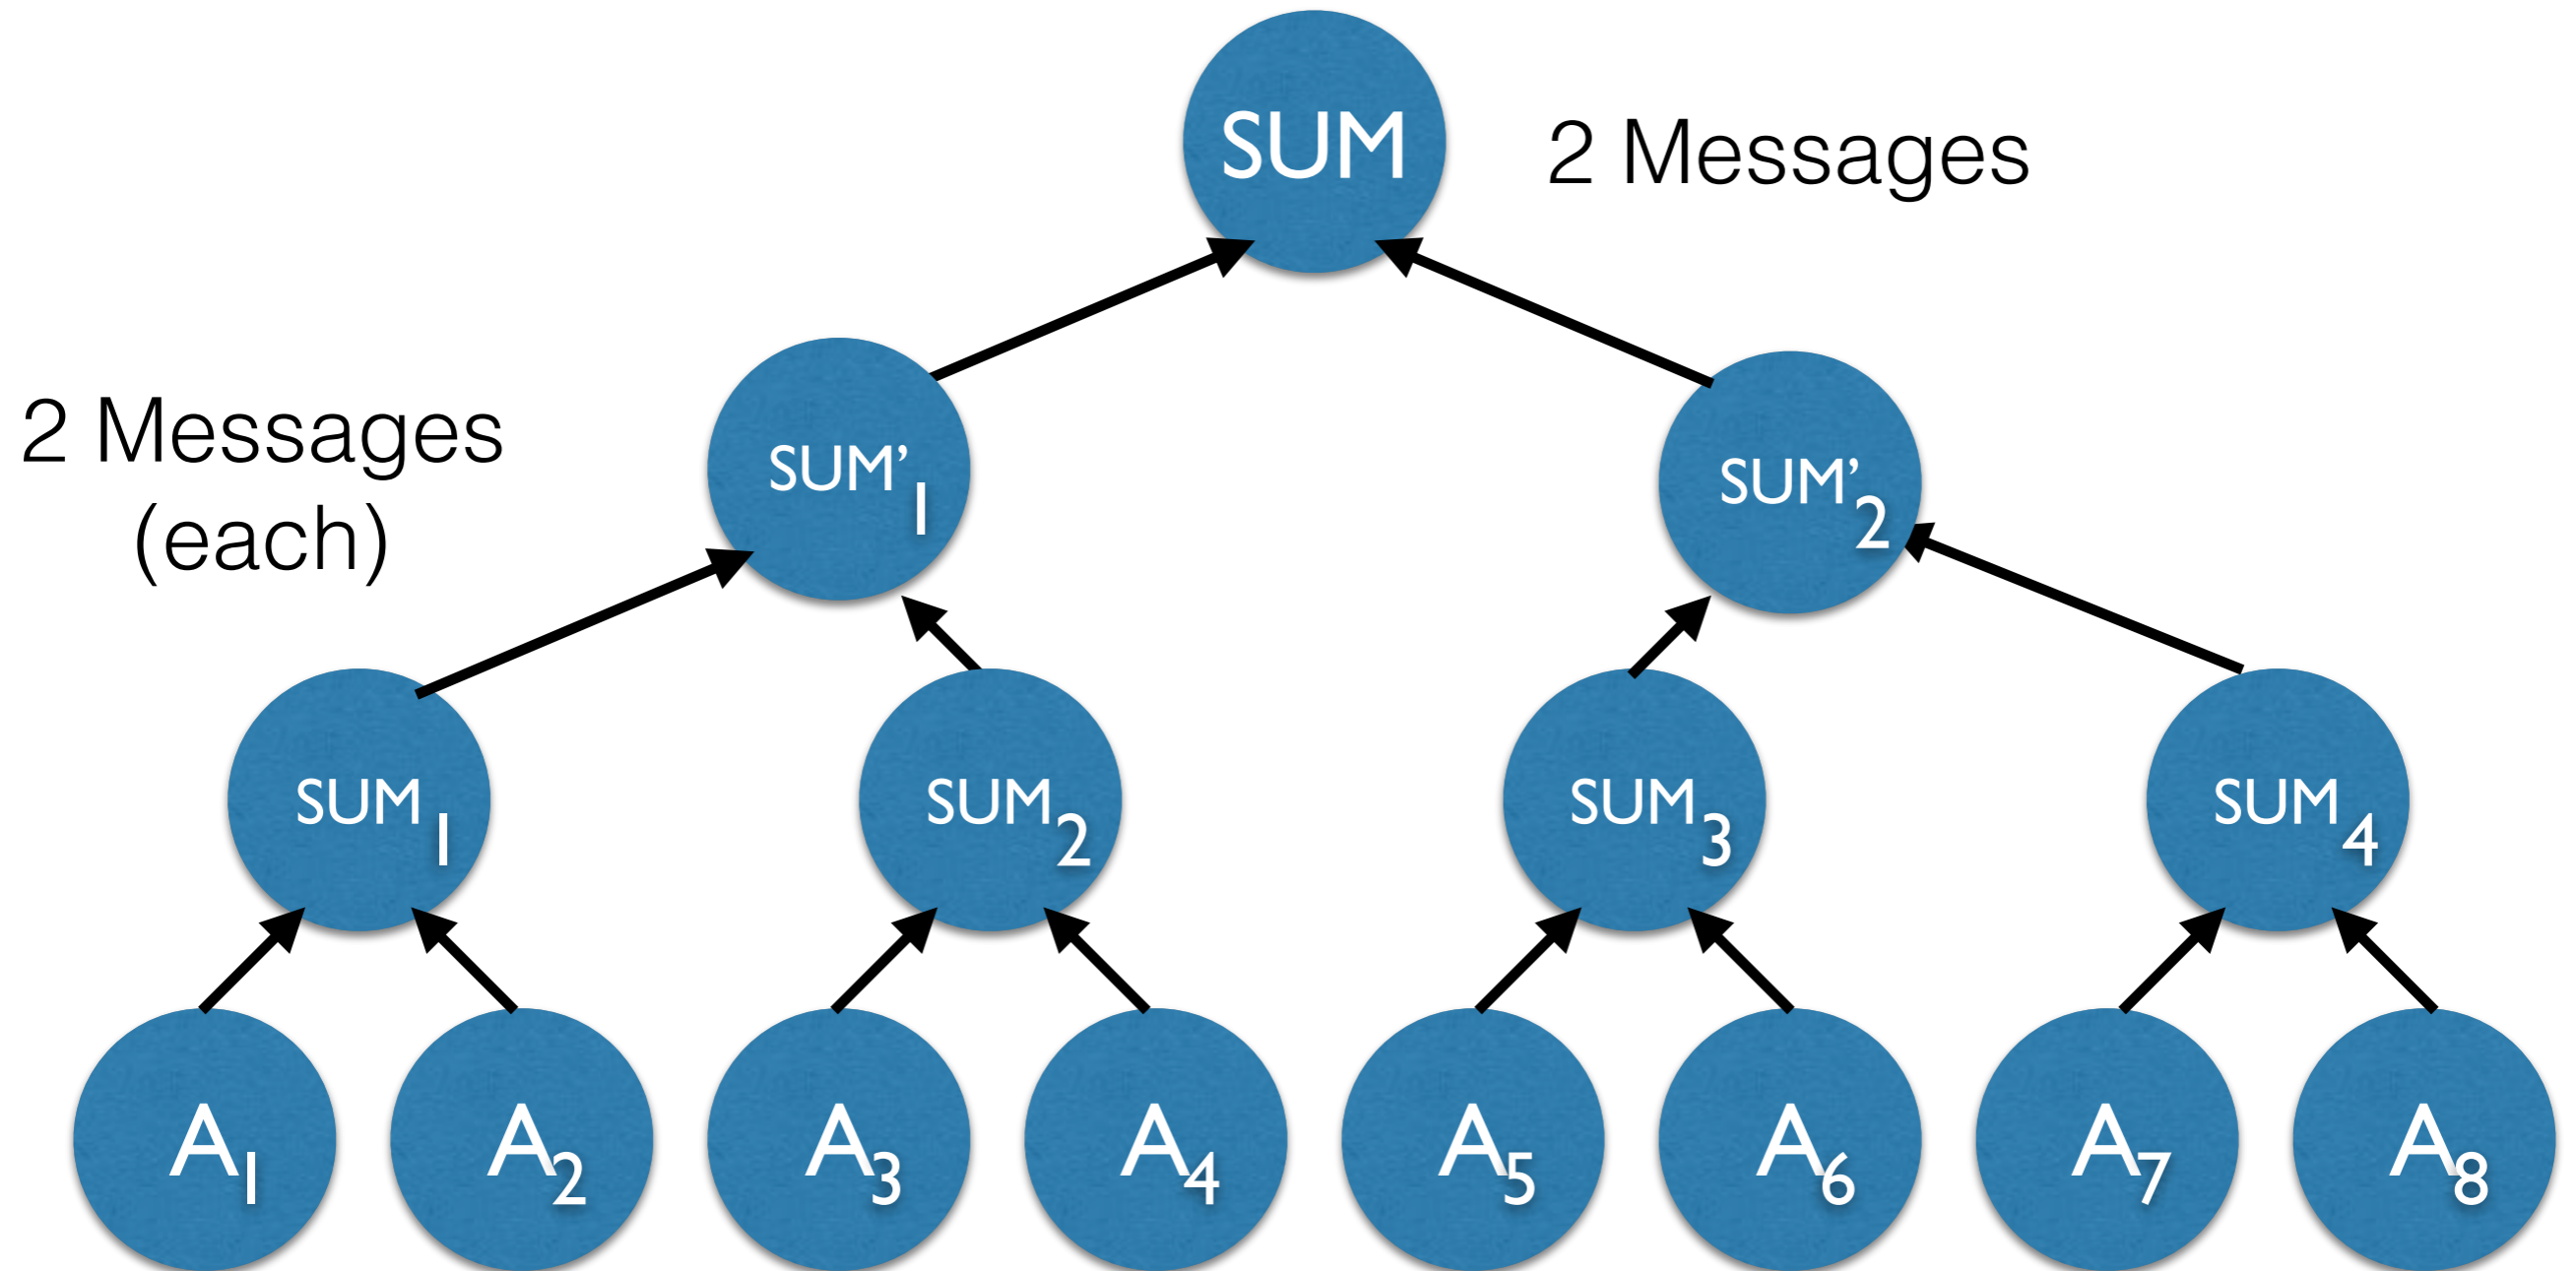 SUM
2 Messages
2 Messages
(each)
SUM'1
SUM'2
SUM1
SUM2
SUM3
SUM4
A1
A2
A3
A4
A5
A6
A7
A8